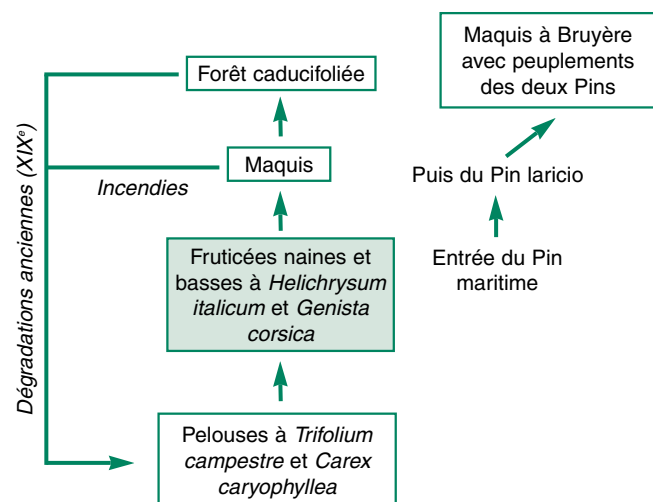 Forêt caducifoliée
Maquis à Bruyère
avec peuplements
des deux Pins
Dégradations anciennes (XIXe)
Incendies
Maquis
Puis du Pin laricio
Fruticées naines et
basses à Helichrysum
italicum et Genista
corsica
Entrée du Pin
maritime
Pelouses à Trifolium
campestre et Carex
caryophyllea